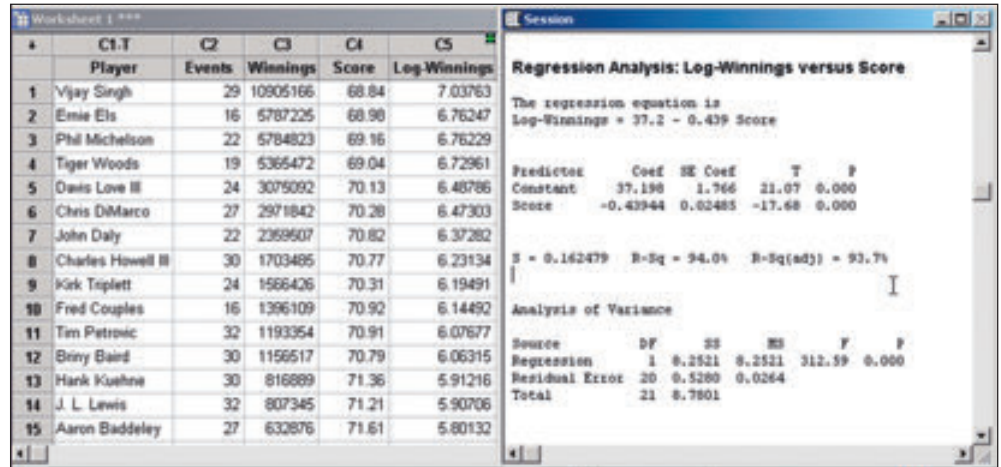 Worksheet 1 ***
C1-T C2 C3 C4 C5
Player Events Winnings Score Log-Winnings
1 Vijay Singh 29 10905166 68.84 7.03763
2 Ernie Els 16 5787225 68.98 6.76247
3 Phil Michelson 22 5784823 69.16 6.76229
4 Tiger Woods 19 5365472 69.04 6.72961
5 Davis Love III 24 3075092 70.13 6.48786
6 Chris DiMarco 27 2971842 70.28 6.47303
7 John Daly 22 2359507 70.82 6.37282
8 Charles Howell III 30 1703485 70.77 6.23134
9 Kirk Triplett 24 1566426 70.31 6.19491
10 Fred Couples 16 1396109 70.92 6.14492
11 Tim Petrovic 32 1193354 70.91 6.07677
12 Briny Baird 30 1156517 70.79 6.06315
13 Hank Kuehne 30 816889 71.36 5.91216
14 J. L. Lewis 32 807345 71.21 5.90706
15 Aaron Baddeley 27 632876 71.61 5.80132
Session
Regression Analysis: Log-Winnings versus Score
The regression equation is
Log-Winnings = 37.2 - 0.439 Score
Predictor Coef SE Coef T P
Constant 37.198 1.766 21.07 0.000
Score -0.43944 0.02485 -17.68 0.000
S = 0.162479 R-Sq = 94.0% R-Sq(adj) = 93.7%
Analysis of Variance
Source DF SS MS F P
Regression 1 8.2521 8.2521 312.59 0.000
Residual Error 20 0.5280 0.0264
Total 21 8.7801